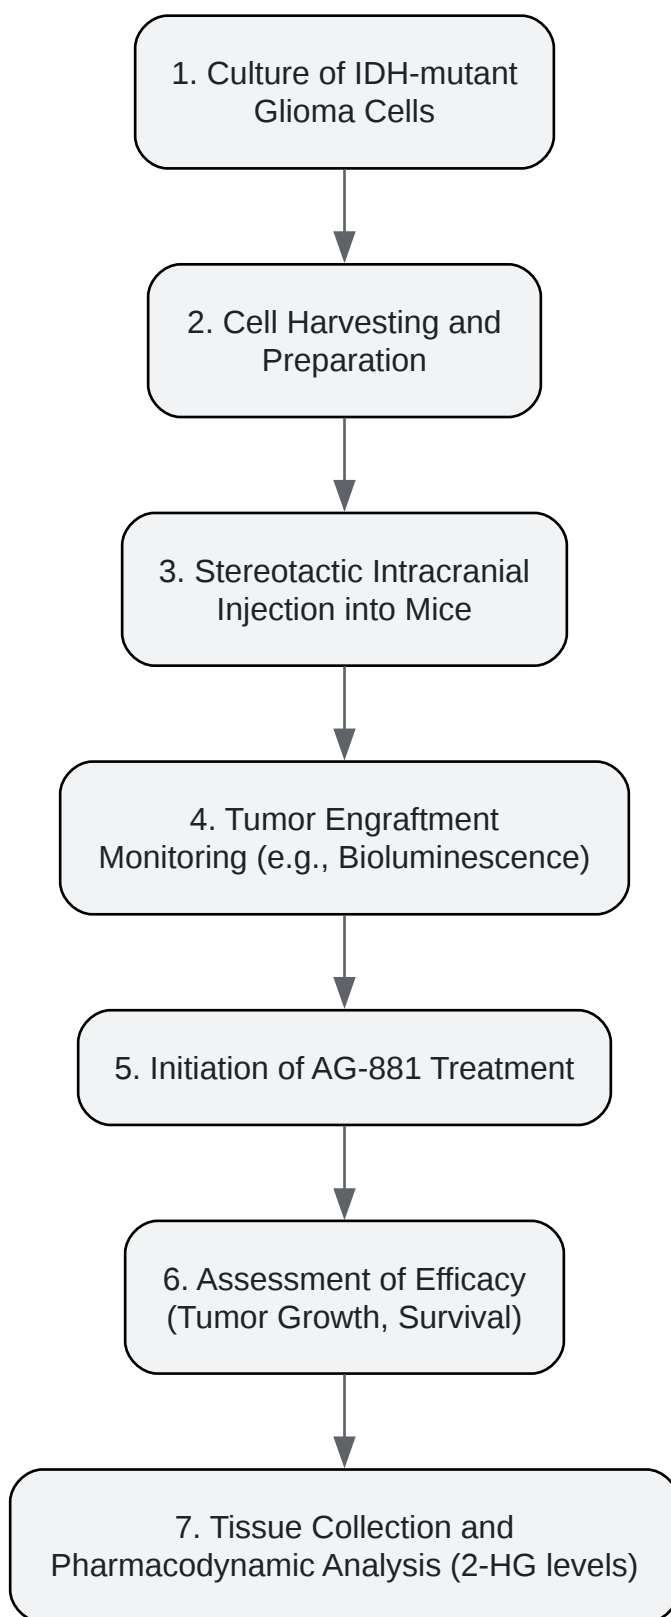 1. Culture of IDH-mutant
Glioma Cells
2. Cell Harvesting and
Preparation
3. Stereotactic Intracranial
Injection into Mice
4. Tumor Engraftment
Monitoring (e.g., Bioluminescence)
5. Initiation of AG-881 Treatment
6. Assessment of Efficacy
(Tumor Growth, Survival)
7. Tissue Collection and
Pharmacodynamic Analysis (2-HG levels)